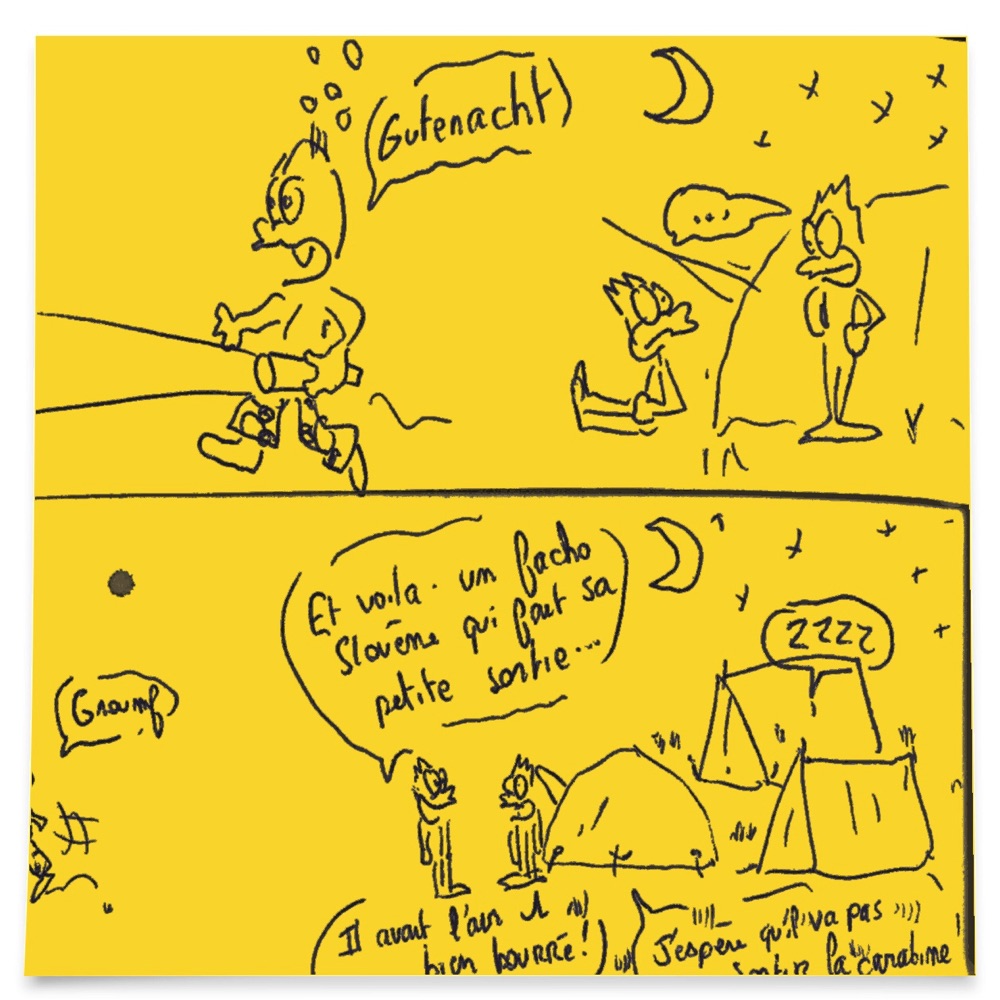 Gutenacht
...
Et voila. un facho
Slovène qui fait sa
petite sortie...
ZZZZ
Groumf
Il avait l'air
bien bourré!
J'espère qu'il va pas
sortir la carabine